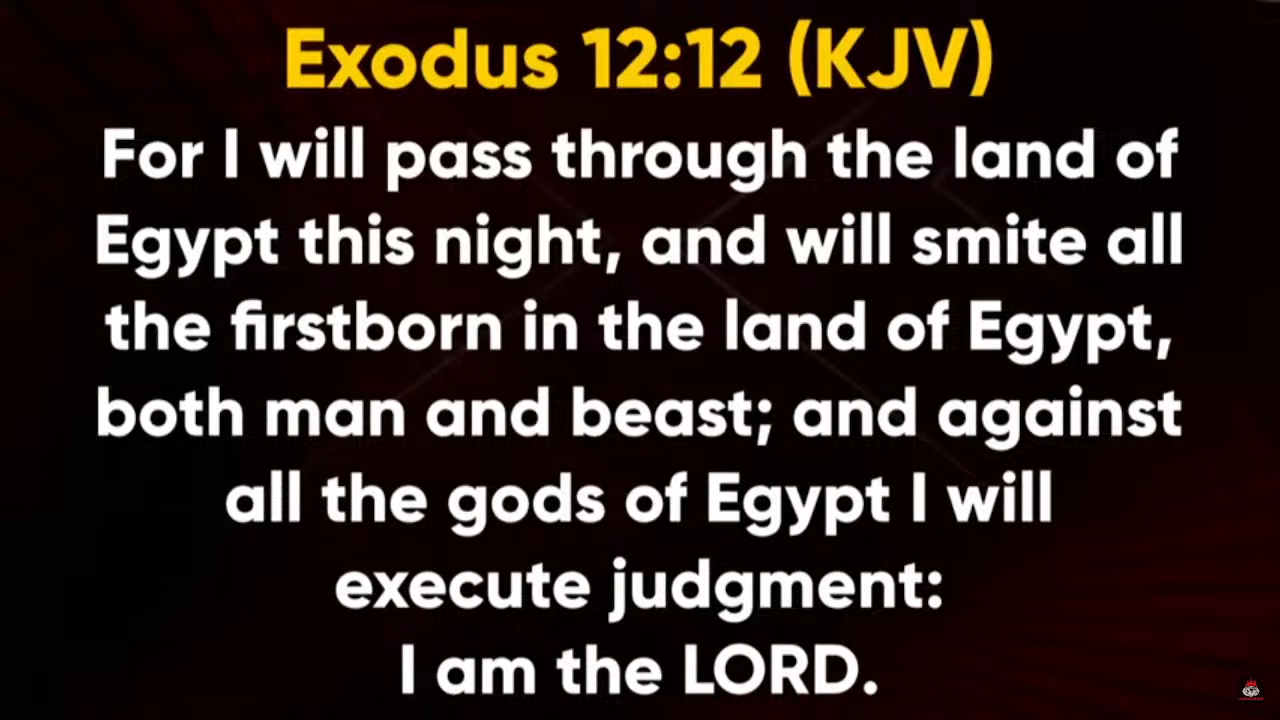 Exodus 12:12 (KJV)
For I will pass through the land of
Egypt this night, and will smite all
the firstborn in the land of Egypt,
both man and beast; and against
all the gods of Egypt I will
execute judgment:
I am the LORD.